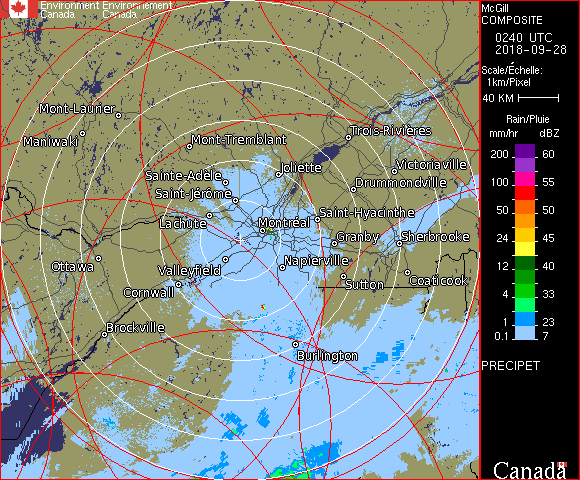 Environment Environnement
Canada Canada
McGill
COMPOSITE
0240 UTC
2018-09-28
Scale/Échelle:
1km/Pixel
40 KM
Rain/Pluie
mm/hr dBZ
200 60
100 55
50 50
24 45
12 40
4 33
1 23
0.1 7
PRECIPET
Canada
Mont-Laurier
Maniwaki
Mont-Tremblant
Trois-Rivières
Sainte-Adèle
Joliette
Victoriaville
Saint-Jérôme
Drummondville
Lachute
Montréal
Saint-Hyacinthe
Granby
Sherbrooke
Ottawa
Valleyfield
Napierville
Cornwall
Sutton
Coaticook
Brockville
Burlington